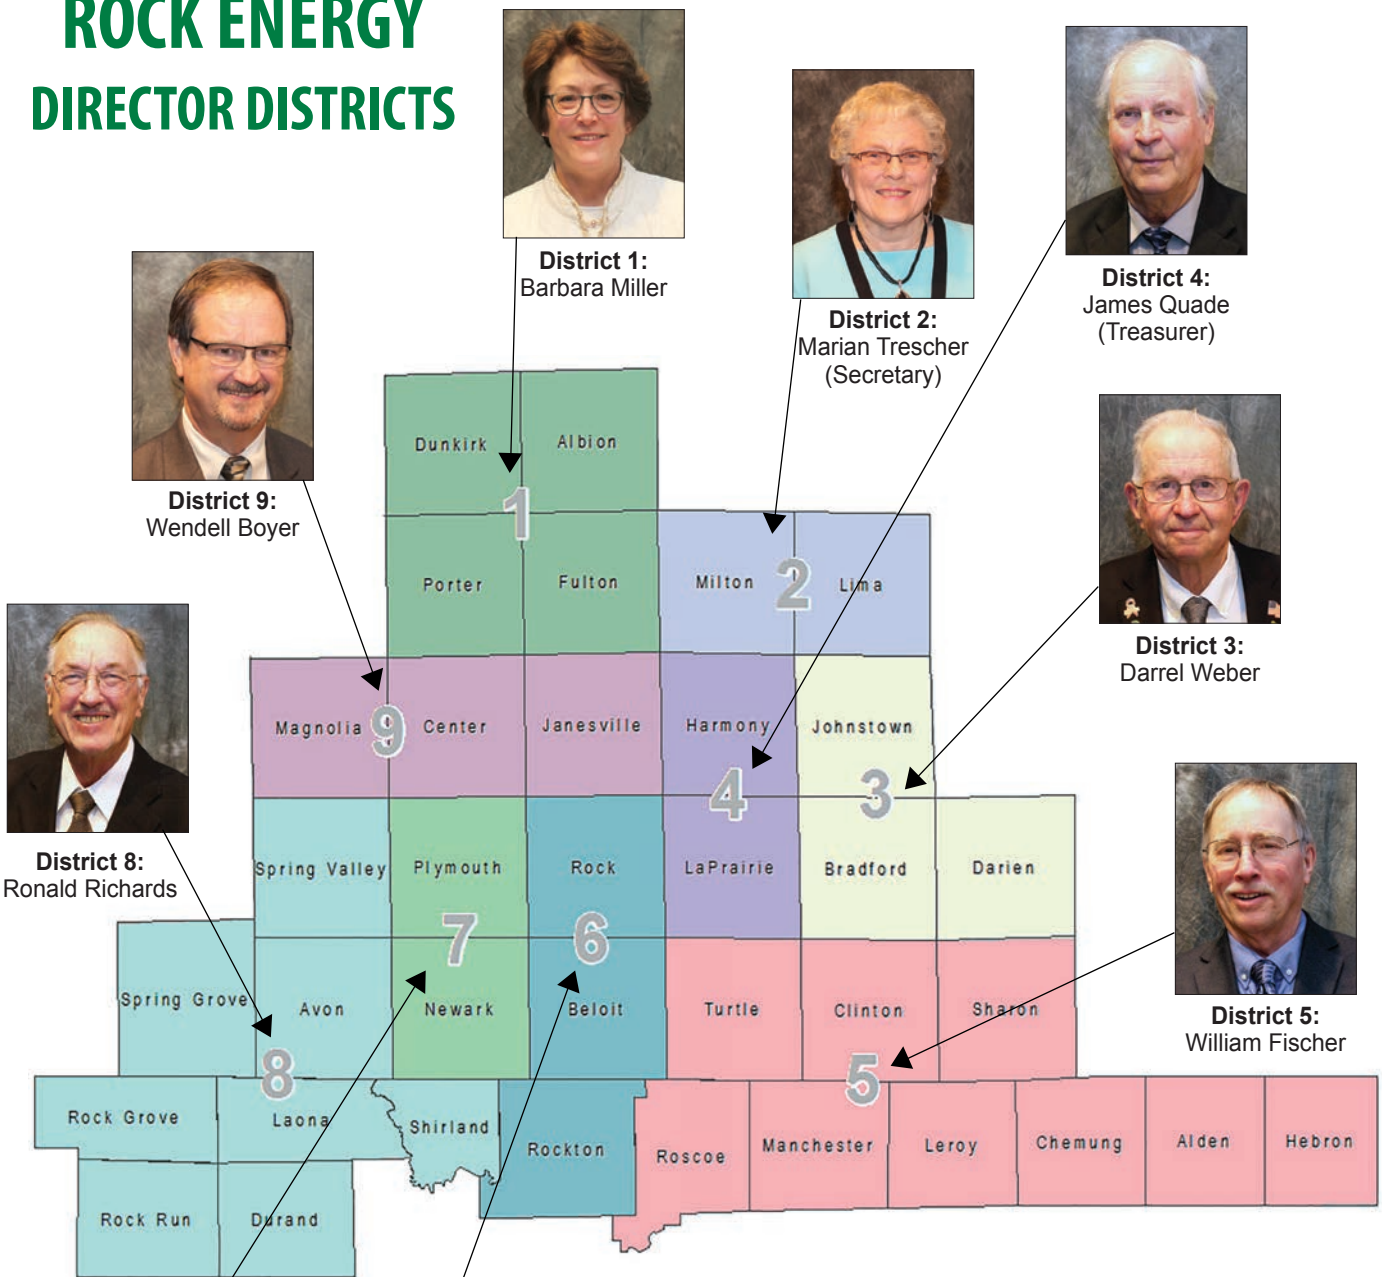 ROCK ENERGY
DIRECTOR DISTRICTS
District 1:
Barbara Miller
District 2:
Marian Trescher
(Secretary)
District 4:
James Quade
(Treasurer)
District 9:
Wendell Boyer
District 3:
Darrel Weber
District 8:
Ronald Richards
District 5:
William Fischer
Dunkirk
Albion
1
Porter
Fulton
Milton
2
Lima
Magnolia
9
Center
Janesville
Harmony
Johnstown
4
3
Spring Valley
Plymouth
Rock
LaPrairie
Bradford
Darien
7
6
Spring Grove
Avon
Newark
Beloit
Turtle
Clinton
Sharon
8
5
Rock Grove
Laona
Shirland
Rockton
Roscoe
Manchester
Leroy
Chemung
Alden
Hebron
Rock Run
Durand